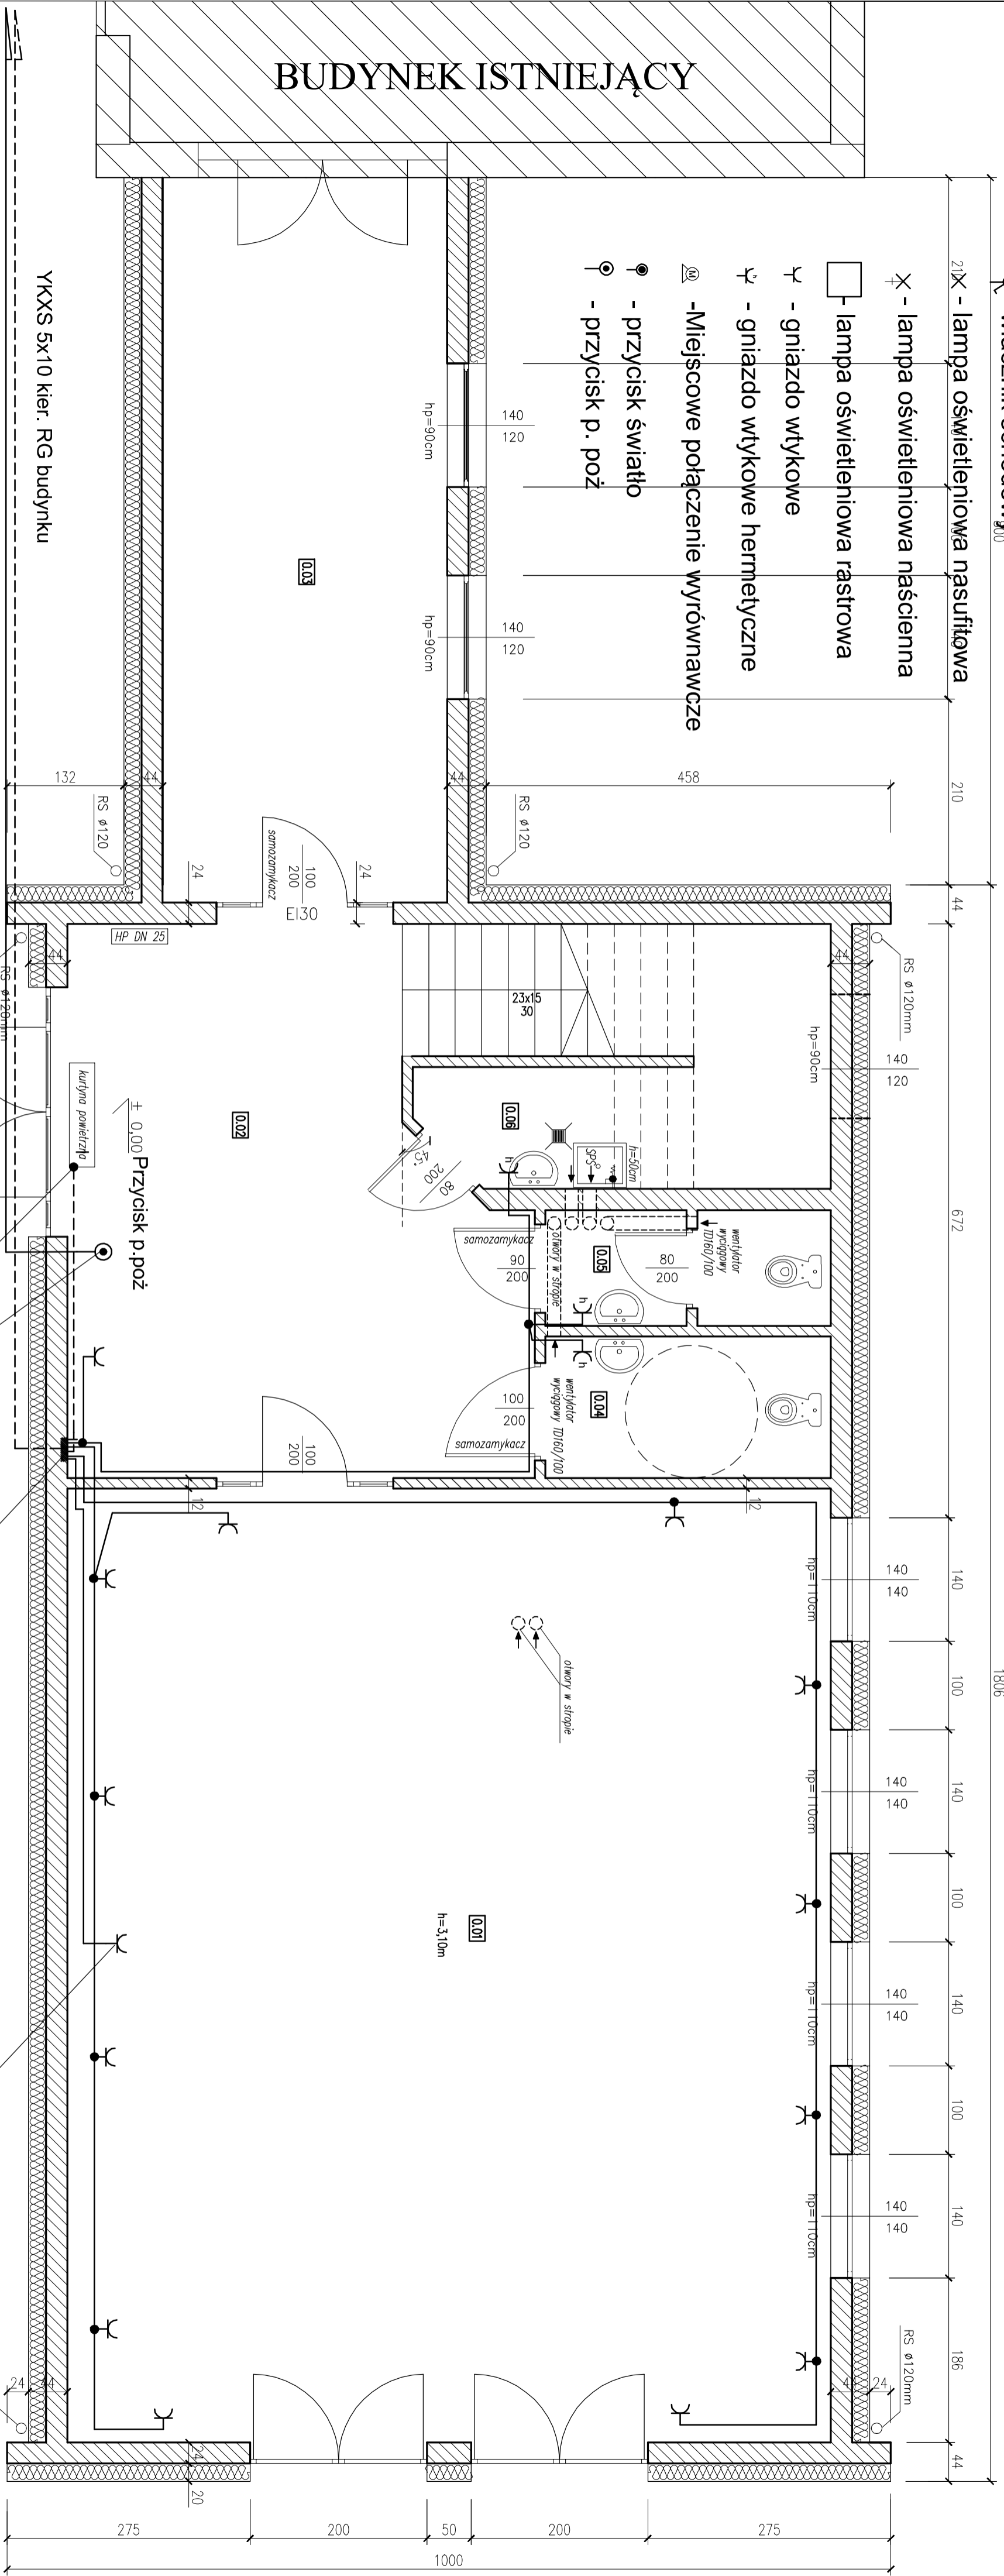 BUDYNEK ISTNIEJĄCY
- lampa oświetleniowa nasufitowa
- lampa oświetleniowa naścienna
- lampa oświetleniowa rastrowa
- gniazdo wtykowe
h - gniazdo wtykowe hermetyczne
M -Miejscowe połączenie wyrównawcze
- przycisk światło
- przycisk p. poż
YKXS 5x10 kier. RG budynku
210
210
1806
140
120
hp=90cm
140
120
hp=90cm
0.03
132
44
44
458
RS ø120
RS ø120
24
24
samozamykacz
100
200
EI30
44
HP DN 25
44
RS ø120mm
44
RS ø120mm
23x15
30
hp=90cm
140
120
kurtyna powietrzna
± 0,00
Przycisk p.poż
0.02
0.06
h=50cm
SPS
h
45°
80
200
672
samozamykacz
90
200
otwory w stropie
0.05
80
200
wentylator
wyciągowy
TD160/100
h
h
100
200
samozamykacz
wentylator
wyciągowy TD160/100
0.04
100
200
12
12
hp=110cm
140
140
140
otwory w stropie
100
hp=110cm
140
140
140
100
0.01
h=3,10m
hp=110cm
140
140
140
100
hp=110cm
140
140
140
186
RS ø120mm
24
44
44
24
24
20
44
275
200
50
200
275
1000